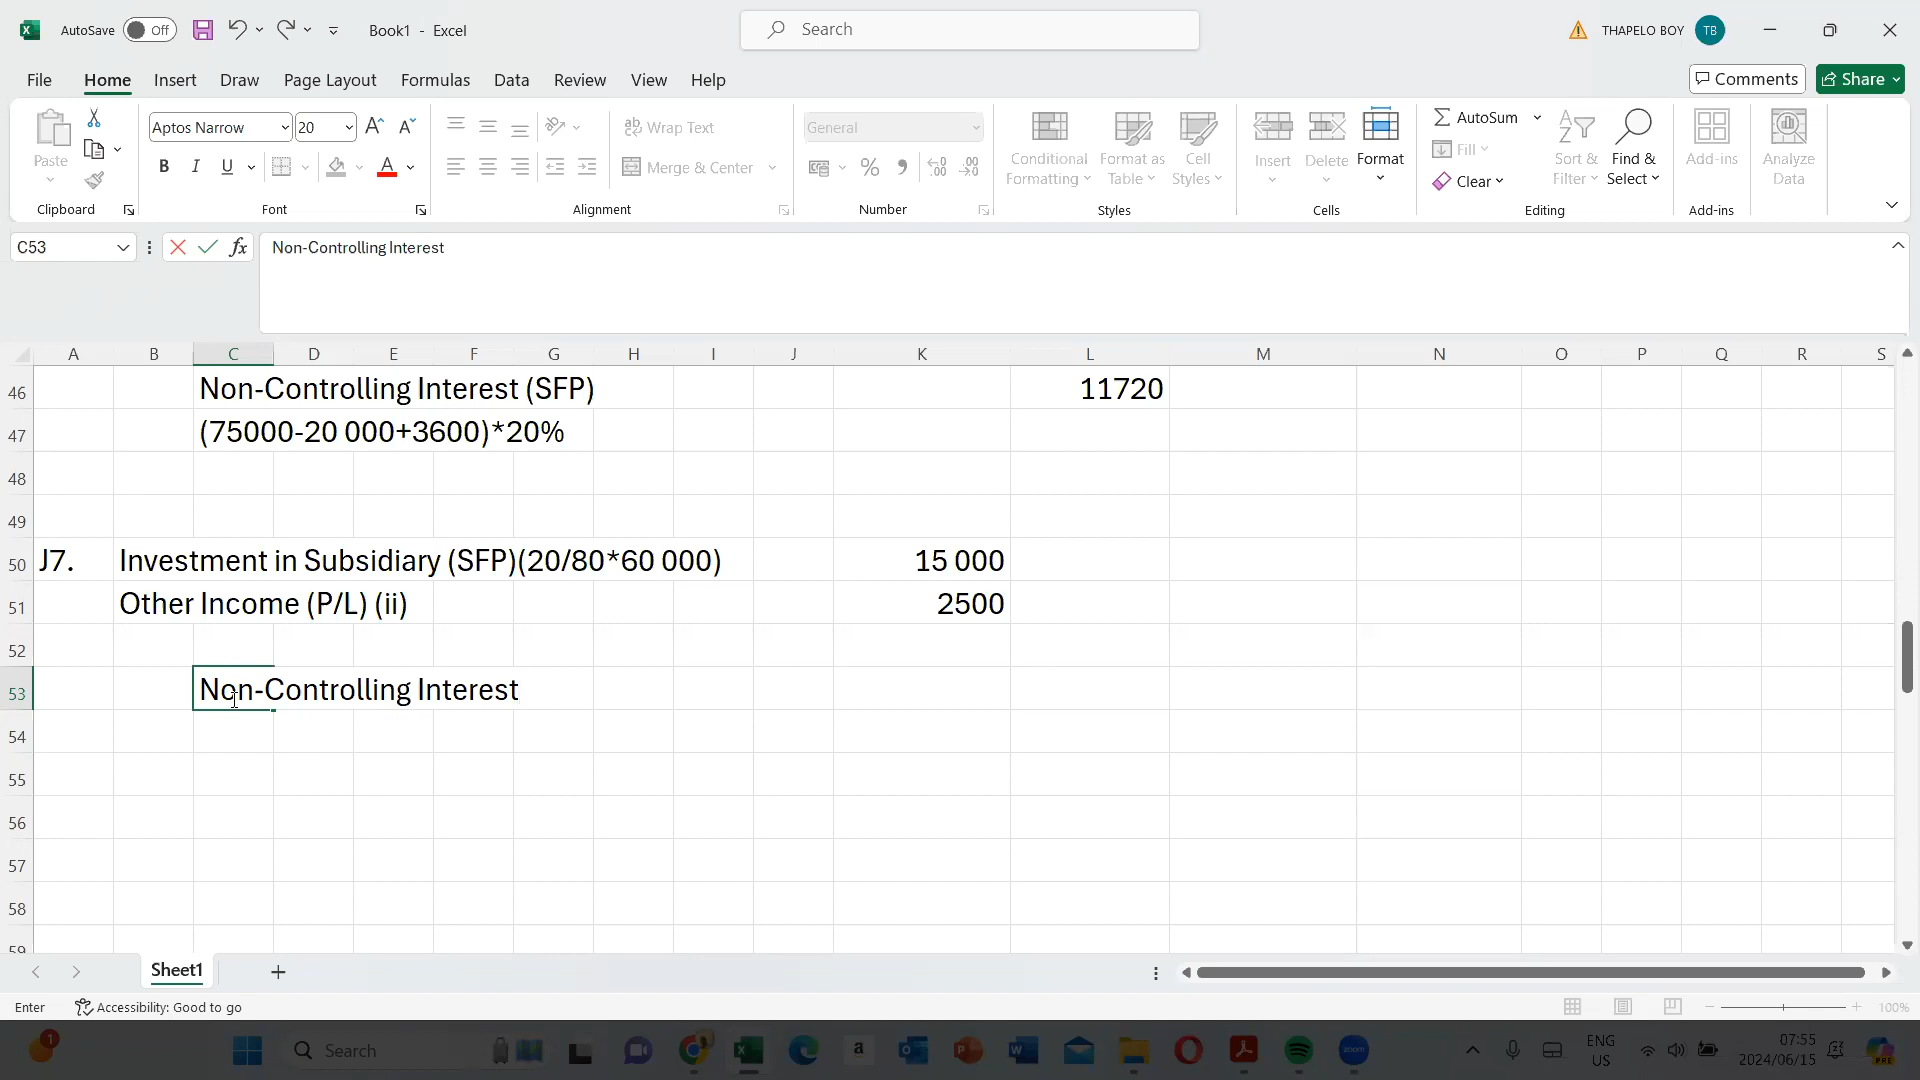 AutoSave Off Book1 - Excel Search THAPELO BOY TB
File Home Insert Draw Page Layout Formulas Data Review View Help Comments Share
Paste Aptos Narrow 20 Wrap Text General Conditional Formatting Format as Table Cell Styles Insert Delete Format AutoSum Fill Clear Sort & Filter Find & Select Add-ins Analyze Data
B I U A Merge & Center %
Clipboard Font Alignment Number Styles Cells Editing Add-ins
C53 fx Non-Controlling Interest
A B C D E F G H I J K L M N O P Q R S
46 Non-Controlling Interest (SFP) 11720
47 (75000-20 000+3600)*20%
48
49
50 J7. Investment in Subsidiary (SFP)(20/80*60 000) 15 000
51 Other Income (P/L) (ii) 2500
52
53 Non-Controlling Interest
54
55
56
57
58
59
Sheet1
Enter Accessibility: Good to go 100%
Search zoom ENG 07:55
US 2024/06/15